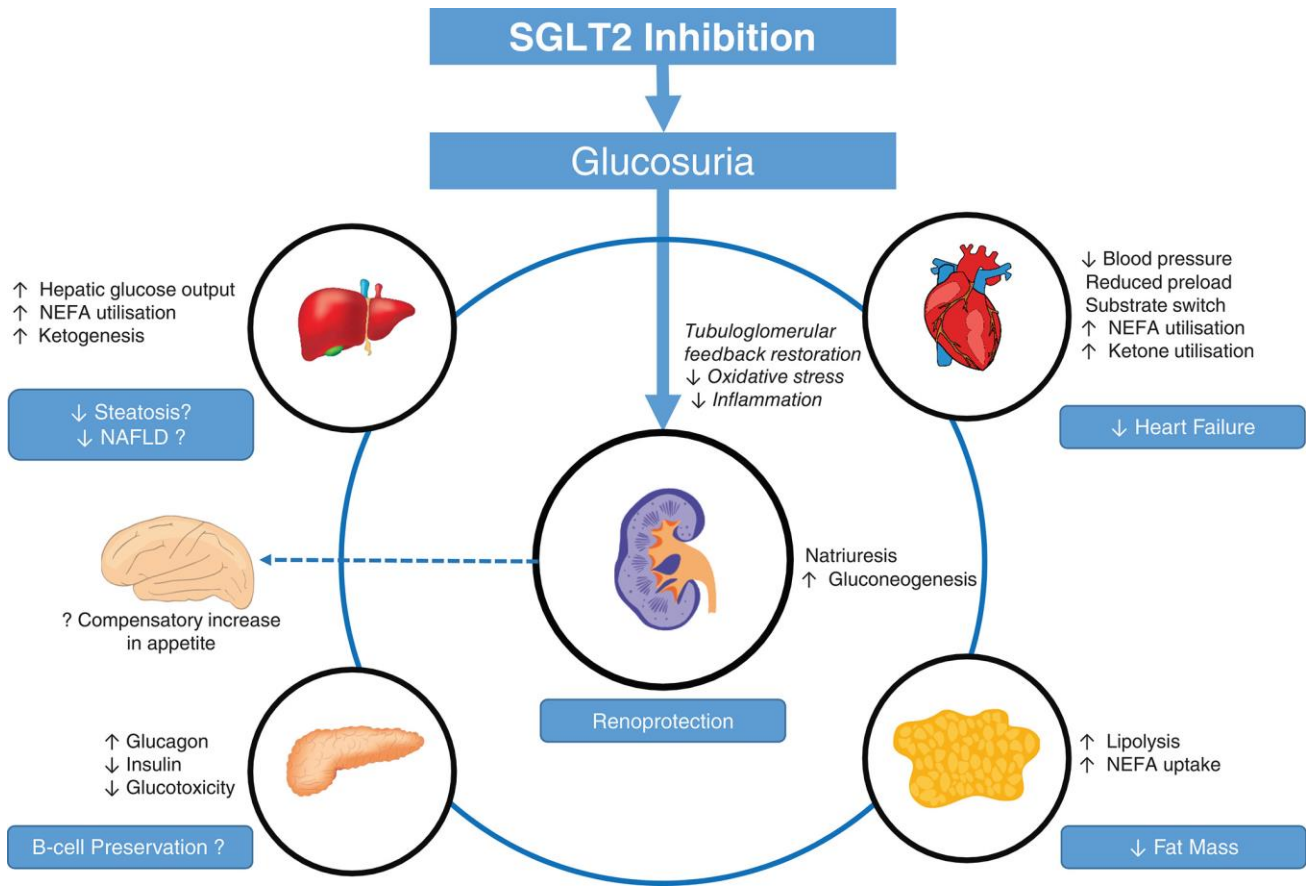 SGLT2 Inhibition
Glucosuria
↑ Hepatic glucose output
↑ NEFA utilisation
↑ Ketogenesis
↓ Steatosis?
↓ NAFLD ?
↓ Blood pressure
Reduced preload
Substrate switch
↑ NEFA utilisation
↑ Ketone utilisation
↓ Heart Failure
Tubuloglomerular
feedback restoration
↓ Oxidative stress
↓ Inflammation
Natriuresis
↑ Gluconeogenesis
Renoprotection
? Compensatory increase
in appetite
↑ Glucagon
↓ Insulin
↓ Glucotoxicity
B-cell Preservation ?
↑ Lipolysis
↑ NEFA uptake
↓ Fat Mass